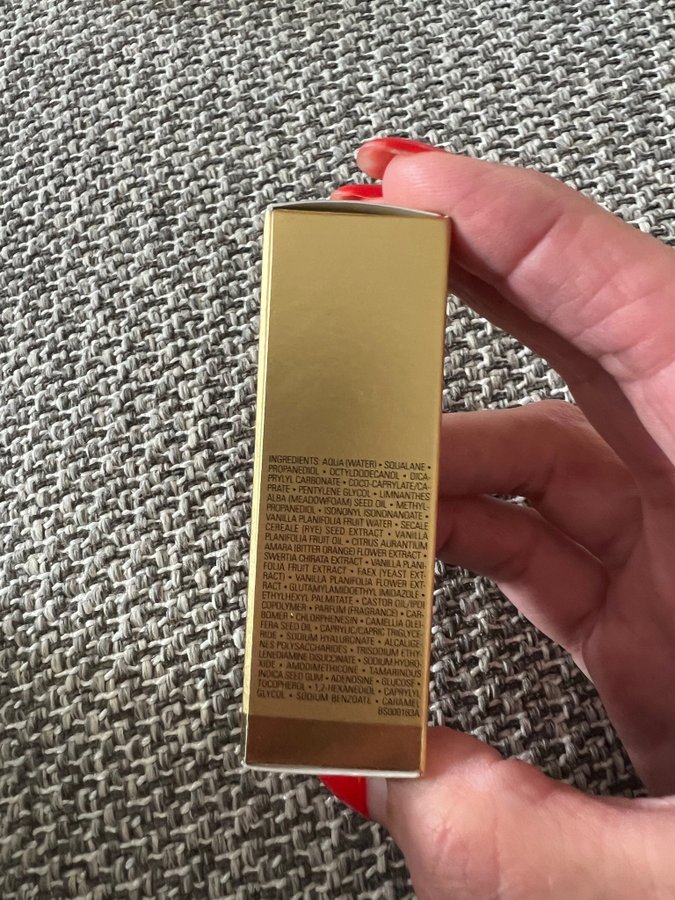 INGREDIENTS: AQUA (WATER) • SQUALANE •
PROPANEDIOL • OCTYLDODECANOL • DICA-
PRYLYL CARBONATE • COCO-CAPRYLATE/CA-
PRATE • PENTYLENE GLYCOL • LIMNANTHES
ALBA (MEADOWFOAM) SEED OIL • METHYL-
PROPANEDIOL • ISONONYL ISONONANOATE •
VANILLA PLANIFOLIA FRUIT WATER • SECALE
CEREALE (RYE) SEED EXTRACT • VANILLA
PLANIFOLIA FRUIT OIL • CITRUS AURANTIUM
AMARA (BITTER ORANGE) FLOWER EXTRACT •
SWERTIA CHIRATA EXTRACT • VANILLA PLANI-
FOLIA FRUIT EXTRACT • FAEX (YEAST EXT-
RACT) • VANILLA PLANIFOLIA FLOWER EXT-
RACT • GLUTAMYLAMIDOETHYL IMIDAZOLE •
ETHYLHEXYL PALMITATE • CASTOR OIL/IPDI
COPOLYMER • PARFUM (FRAGRANCE) • CAR-
BOMER • CHLORPHENESIN • CAMELLIA OLEI-
FERA SEED OIL • CAPRYLIC/CAPRIC TRIGLYCE-
RIDE • SODIUM HYALURONATE • ALCALIGE-
NES POLYSACCHARIDES • TRISODIUM ETHY-
LENEDIAMINE DISUCCINATE • SODIUM HYDRO-
XIDE • AMODIMETHICONE • TAMARINDUS
INDICA SEED GUM • ADENOSINE • GLUCOSE •
TOCOPHEROL • 1,2-HEXANEDIOL • CAPRYLYL
GLYCOL • SODIUM BENZOATE • CARAMEL
BS000163A